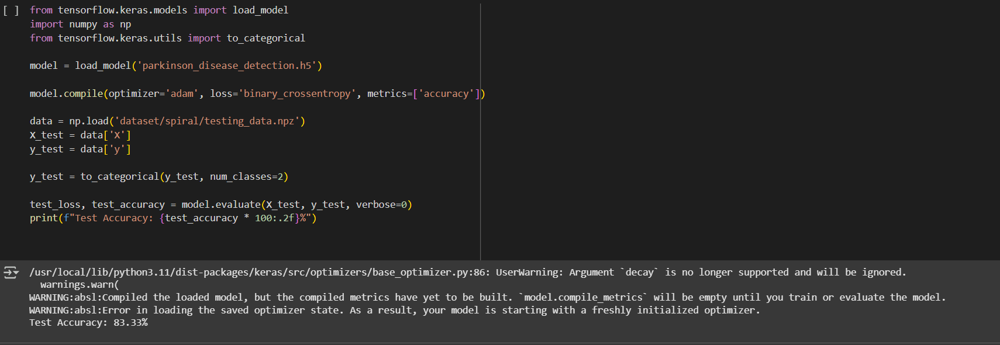 [ ] from tensorflow.keras.models import load_model
import numpy as np
from tensorflow.keras.utils import to_categorical
model = load_model('parkinson_disease_detection.h5')
model.compile(optimizer='adam', loss='binary_crossentropy', metrics=['accuracy'])
data = np.load('dataset/spiral/testing_data.npz')
X_test = data['X']
y_test = data['y']
y_test = to_categorical(y_test, num_classes=2)
test_loss, test_accuracy = model.evaluate(X_test, y_test, verbose=0)
print(f"Test Accuracy: {test_accuracy * 100:.2f}%")
/usr/local/lib/python3.11/dist-packages/keras/src/optimizers/base_optimizer.py:86: UserWarning: Argument `decay` is no longer supported and will be ignored.
  warnings.warn(
WARNING:absl:Compiled the loaded model, but the compiled metrics have yet to be built. `model.compile_metrics` will be empty until you train or evaluate the model.
WARNING:absl:Error in loading the saved optimizer state. As a result, your model is starting with a freshly initialized optimizer.
Test Accuracy: 83.33%